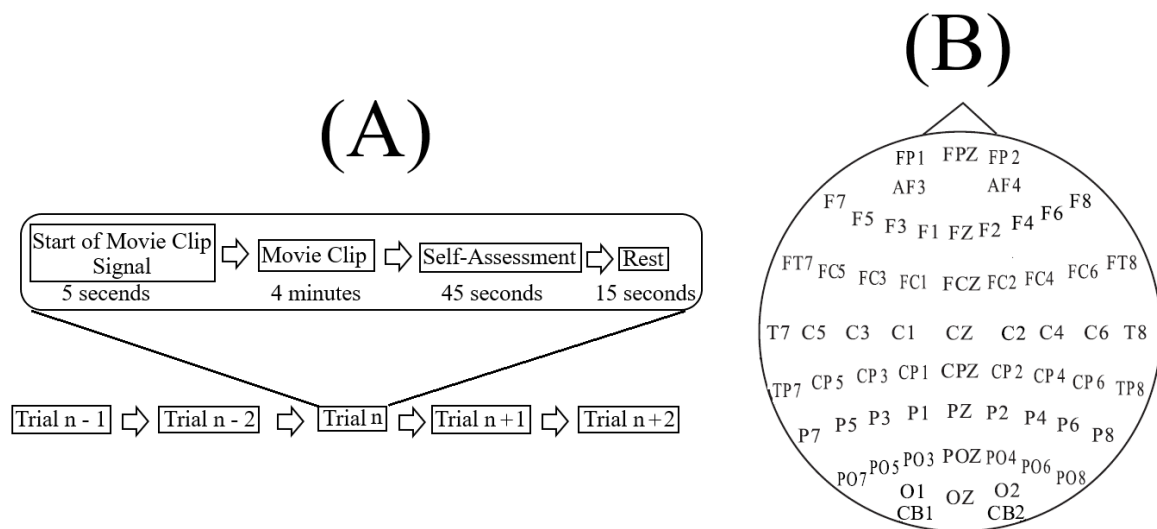 (A)
Start of Movie Clip
Signal
Movie Clip
Self-Assessment
Rest
5 secends
4 minutes
45 seconds
15 seconds
Trial n - 1
Trial n - 2
Trial n
Trial n+1
Trial n+2
(B)
FP1 FPZ FP2
AF3 AF4
F7 F5 F3 F1 FZ F2 F4 F6 F8
FT7 FC5 FC3 FC1 FCZ FC2 FC4 FC6 FT8
T7 C5 C3 C1 CZ C2 C4 C6 T8
TP7 CP5 CP3 CP1 CPZ CP2 CP4 CP6 TP8
P7 P5 P3 P1 PZ P2 P4 P6 P8
PO7 PO5 PO3 POZ PO4 PO6 PO8
O1 OZ O2
CB1 CB2